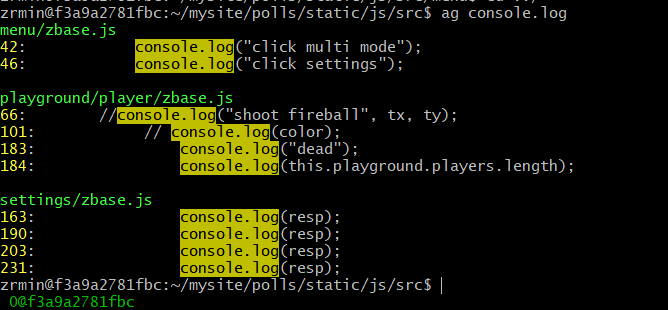 zrmin@f3a9a2781fbc:~/mysite/polls/static/js/src$ ag console.log
menu/zbase.js
42:            console.log("click multi mode");
46:            console.log("click settings");
playground/player/zbase.js
66:        //console.log("shoot fireball", tx, ty);
101:            // console.log(color);
183:                console.log("dead");
184:                console.log(this.playground.players.length);
settings/zbase.js
163:                console.log(resp);
190:                console.log(resp);
203:                console.log(resp);
231:                console.log(resp);
zrmin@f3a9a2781fbc:~/mysite/polls/static/js/src$
0@f3a9a2781fbc